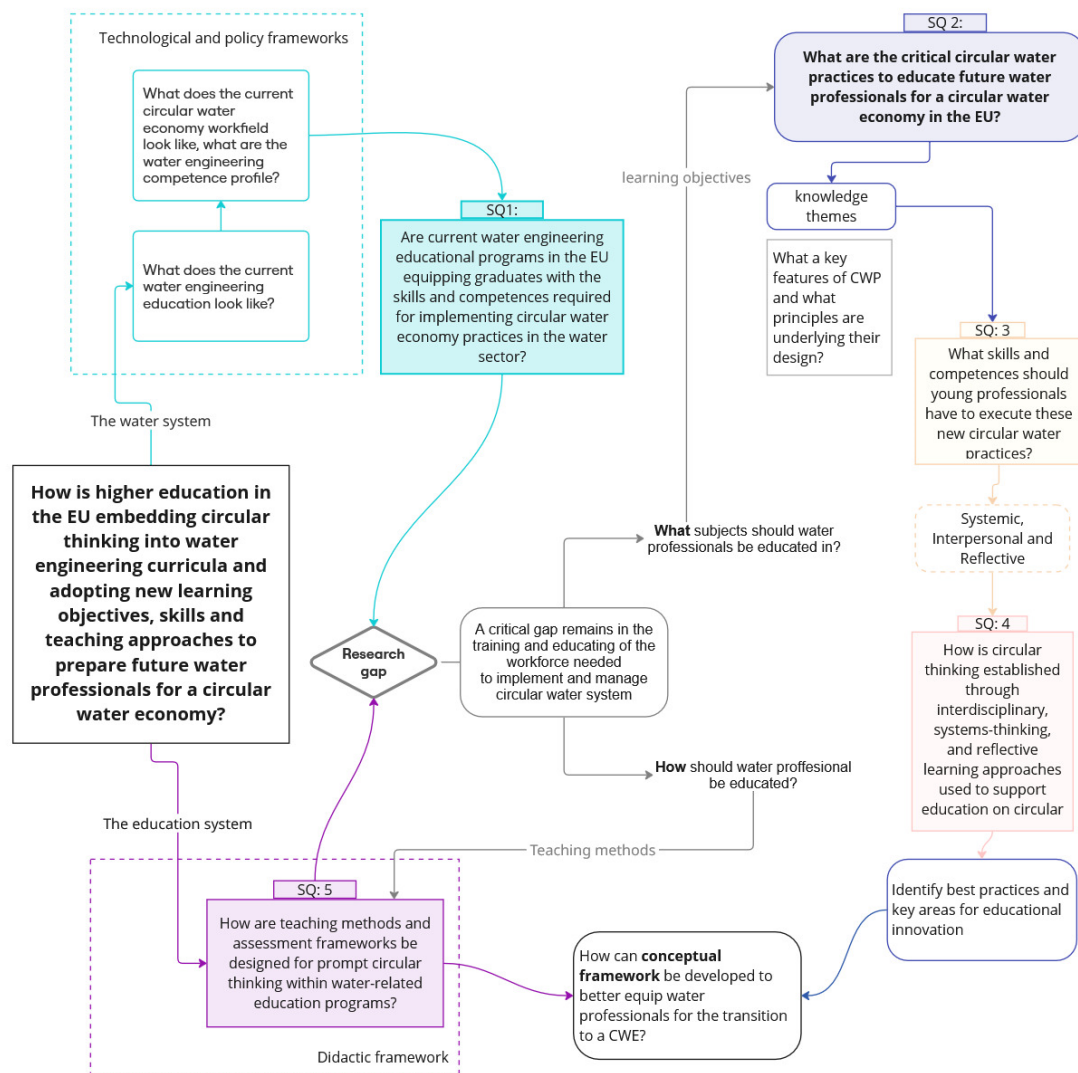 Technological and policy frameworks
What does the current
circular water
economy workfield
look like, what are the
water engineering
competence profile?
What does the current
water engineering
education look like?
The water system
How is higher education in
the EU embedding circular
thinking into water
engineering curricula and
adopting new learning
objectives, skills and
teaching approaches to
prepare future water
professionals for a circular
water economy?
The education system
SQ1:
Are current water engineering
educational programs in the EU
equipping graduates with the
skills and competences required
for implementing circular water
economy practices in the water
sector?
Research
gap
A critical gap remains in the
training and educating of the
workforce needed
to implement and manage
circular water system
What subjects should water
professionals be educated in?
learning objectives
How should water proffesional
be educated?
Teaching methods
SQ 2:
What are the critical circular water
practices to educate future water
professionals for a circular water
economy in the EU?
knowledge
themes
What a key
features of CWP
and what
principles are
underlying their
design?
SQ: 3
What skills and
competences should
young professionals
have to execute these
new circular water
practices?
Systemic,
Interpersonal and
Reflective
SQ: 4
How is circular
thinking established
through
interdisciplinary,
systems-thinking,
and reflective
learning approaches
used to support
education on circular
Identify best practices and
key areas for educational
innovation
SQ: 5
How are teaching methods and
assessment frameworks be
designed for prompt circular
thinking within water-related
education programs?
Didactic framework
How can conceptual
framework be developed to
better equip water
professionals for the transition
to a CWE?